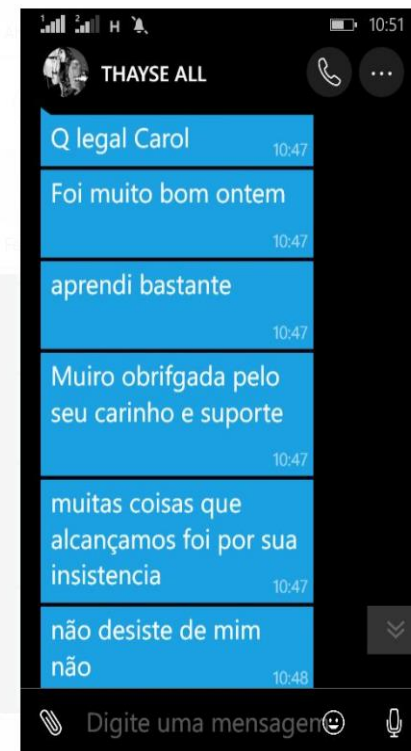 1 2 H 10:51
THAYSE ALL
Q legal Carol
10:47
Foi muito bom ontem
10:47
aprendi bastante
10:47
Muiro obrifgada pelo
seu carinho e suporte
10:47
muitas coisas que
alcançamos foi por sua
insistencia
10:47
não desiste de mim
não
10:48
Digite uma mensagem